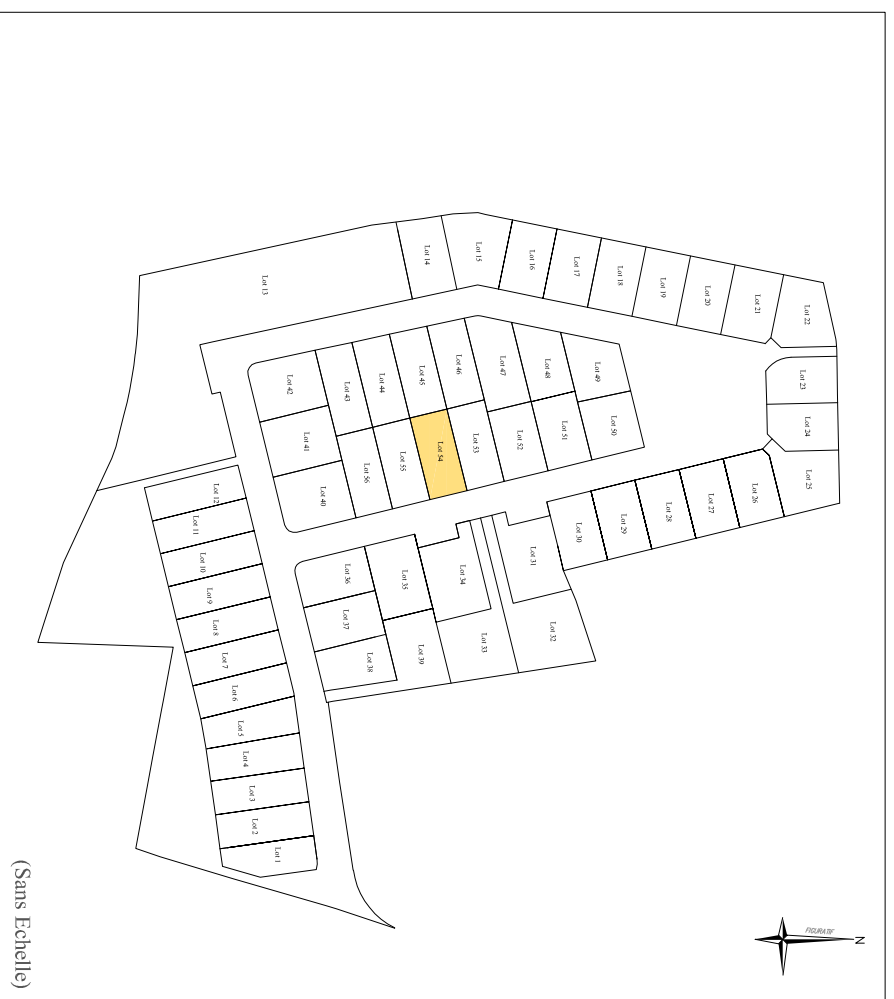 Lot 1
Lot 2
Lot 3
Lot 4
Lot 5
Lot 6
Lot 7
Lot 8
Lot 9
Lot 10
Lot 11
Lot 12
Lot 13
Lot 14
Lot 15
Lot 16
Lot 17
Lot 18
Lot 19
Lot 20
Lot 21
Lot 22
Lot 23
Lot 24
Lot 25
Lot 26
Lot 27
Lot 28
Lot 29
Lot 30
Lot 31
Lot 32
Lot 33
Lot 34
Lot 35
Lot 36
Lot 37
Lot 38
Lot 39
Lot 40
Lot 41
Lot 42
Lot 43
Lot 44
Lot 45
Lot 46
Lot 47
Lot 48
Lot 49
Lot 50
Lot 51
Lot 52
Lot 53
Lot 54
Lot 55
Lot 56
FIGURATIF
N
(Sans Echelle)